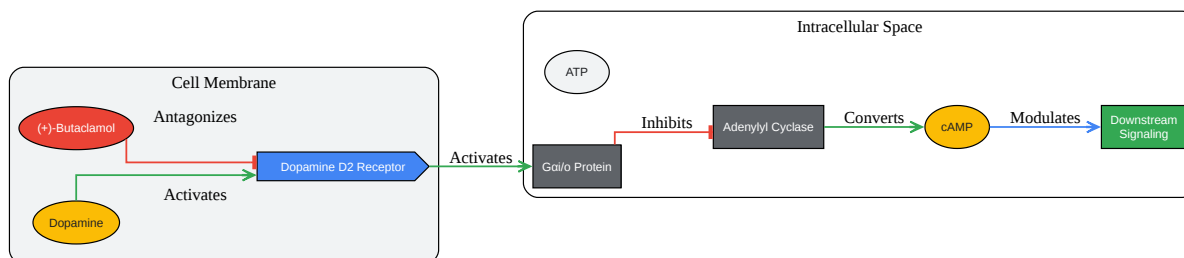 Intracellular Space
ATP
Cell Membrane
(+)-Butaclamol
Antagonizes
Inhibits
Adenylyl Cyclase
Converts
cAMP
Modulates
Downstream
Signaling
Dopamine D2 Receptor
Activates
Gαi/o Protein
Activates
Dopamine